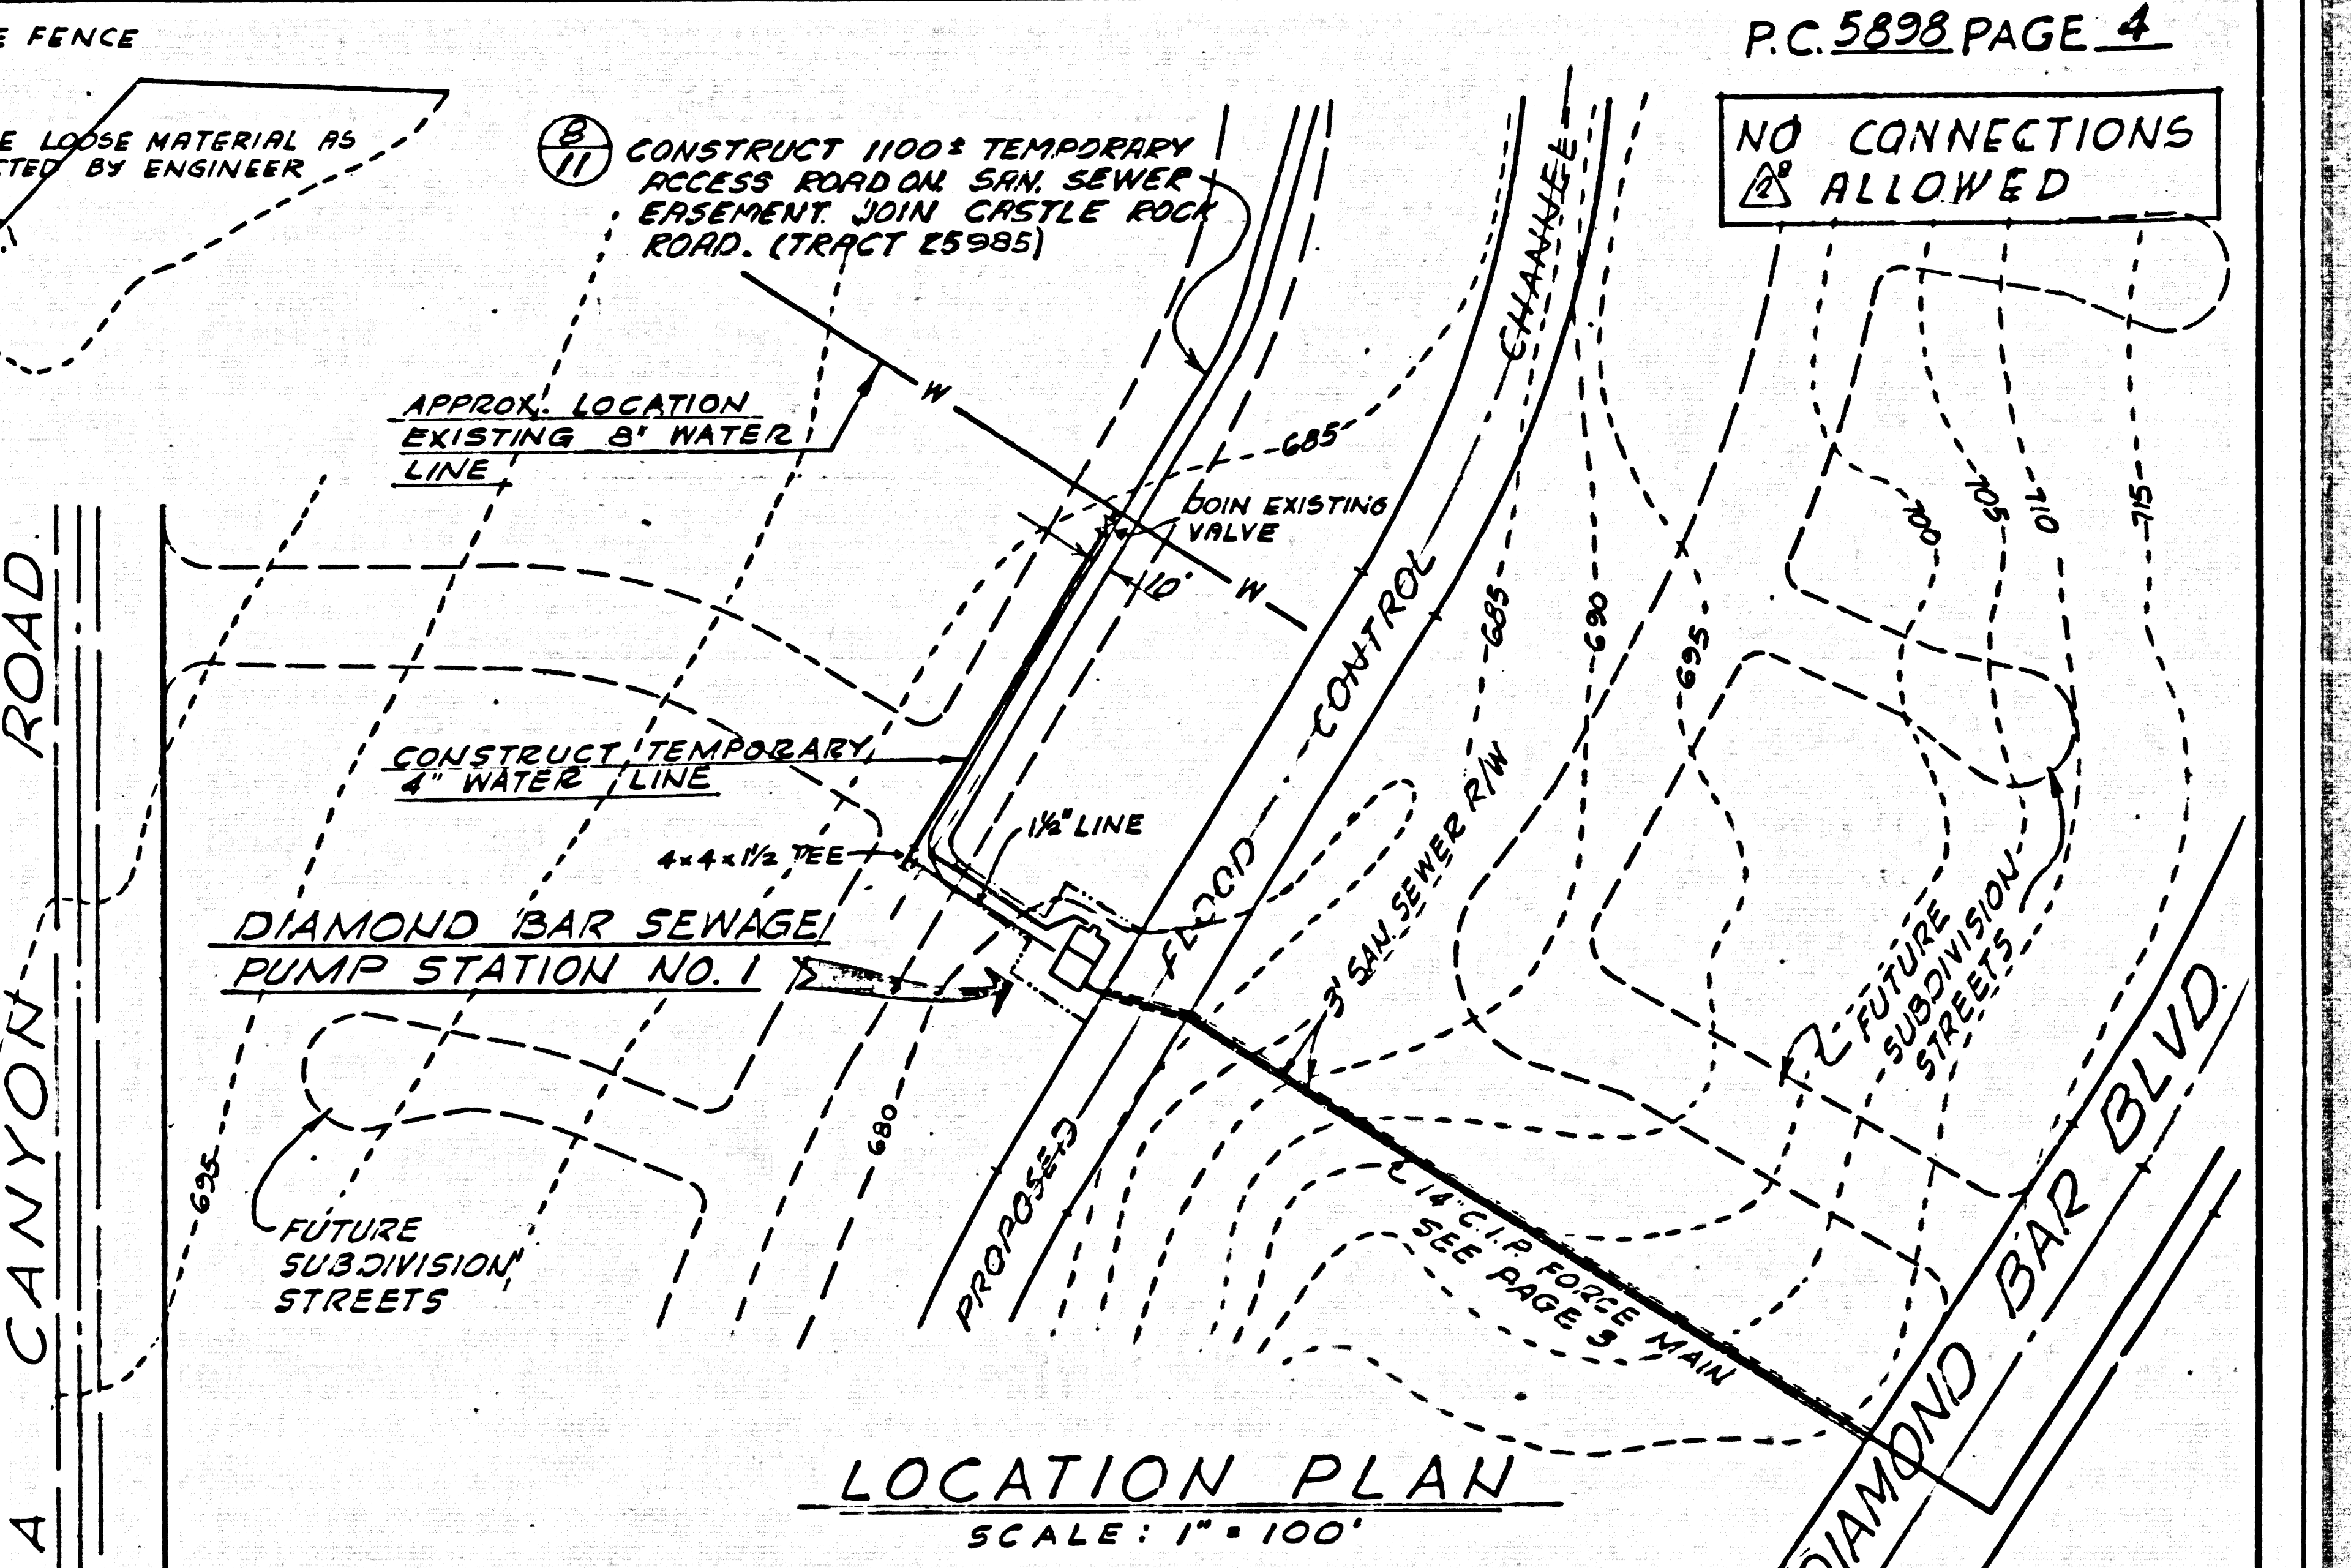 E FENCE
P.C. 5898 PAGE 4
E LOOSE MATERIAL AS
CTED BY ENGINEER
8
11
CONSTRUCT 1100± TEMPORARY
ACCESS ROAD ON SAN. SEWER
EASEMENT. JOIN CASTLE ROCK
ROAD. (TRACT 25985)
NO CONNECTIONS
ALLOWED
2
APPROX. LOCATION
EXISTING 8" WATER
LINE
W
W
685
JOIN EXISTING
VALVE
10'
CONSTRUCT TEMPORARY
4" WATER LINE
1½" LINE
4x4x1½ TEE
DIAMOND BAR SEWAGE
PUMP STATION NO. 1
PROPOSED FLOOD CONTROL CHANNEL
685
690
695
700
705
710
715
3' SAN. SEWER R/W
FUTURE
SUBDIVISION
STREETS
680
695
FUTURE
SUBDIVISION
STREETS
14" C.I.P. FORCE MAIN
SEE PAGE 3
DIAMOND BAR BLVD.
A CANYON ROAD
LOCATION PLAN
SCALE: 1" = 100'